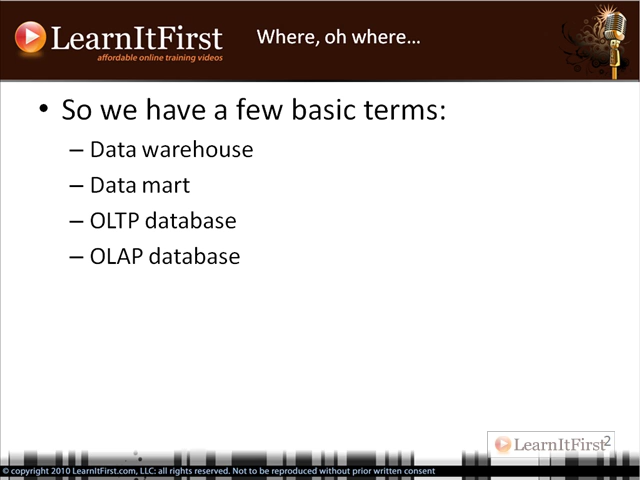 LearnItFirst
affordable online training videos
Where, oh where...
• So we have a few basic terms:
– Data warehouse
– Data mart
– OLTP database
– OLAP database
LearnItFirst
2
© copyright 2010 LearnItFirst.com, LLC: all rights reserved. Not to be reproduced without prior written consent